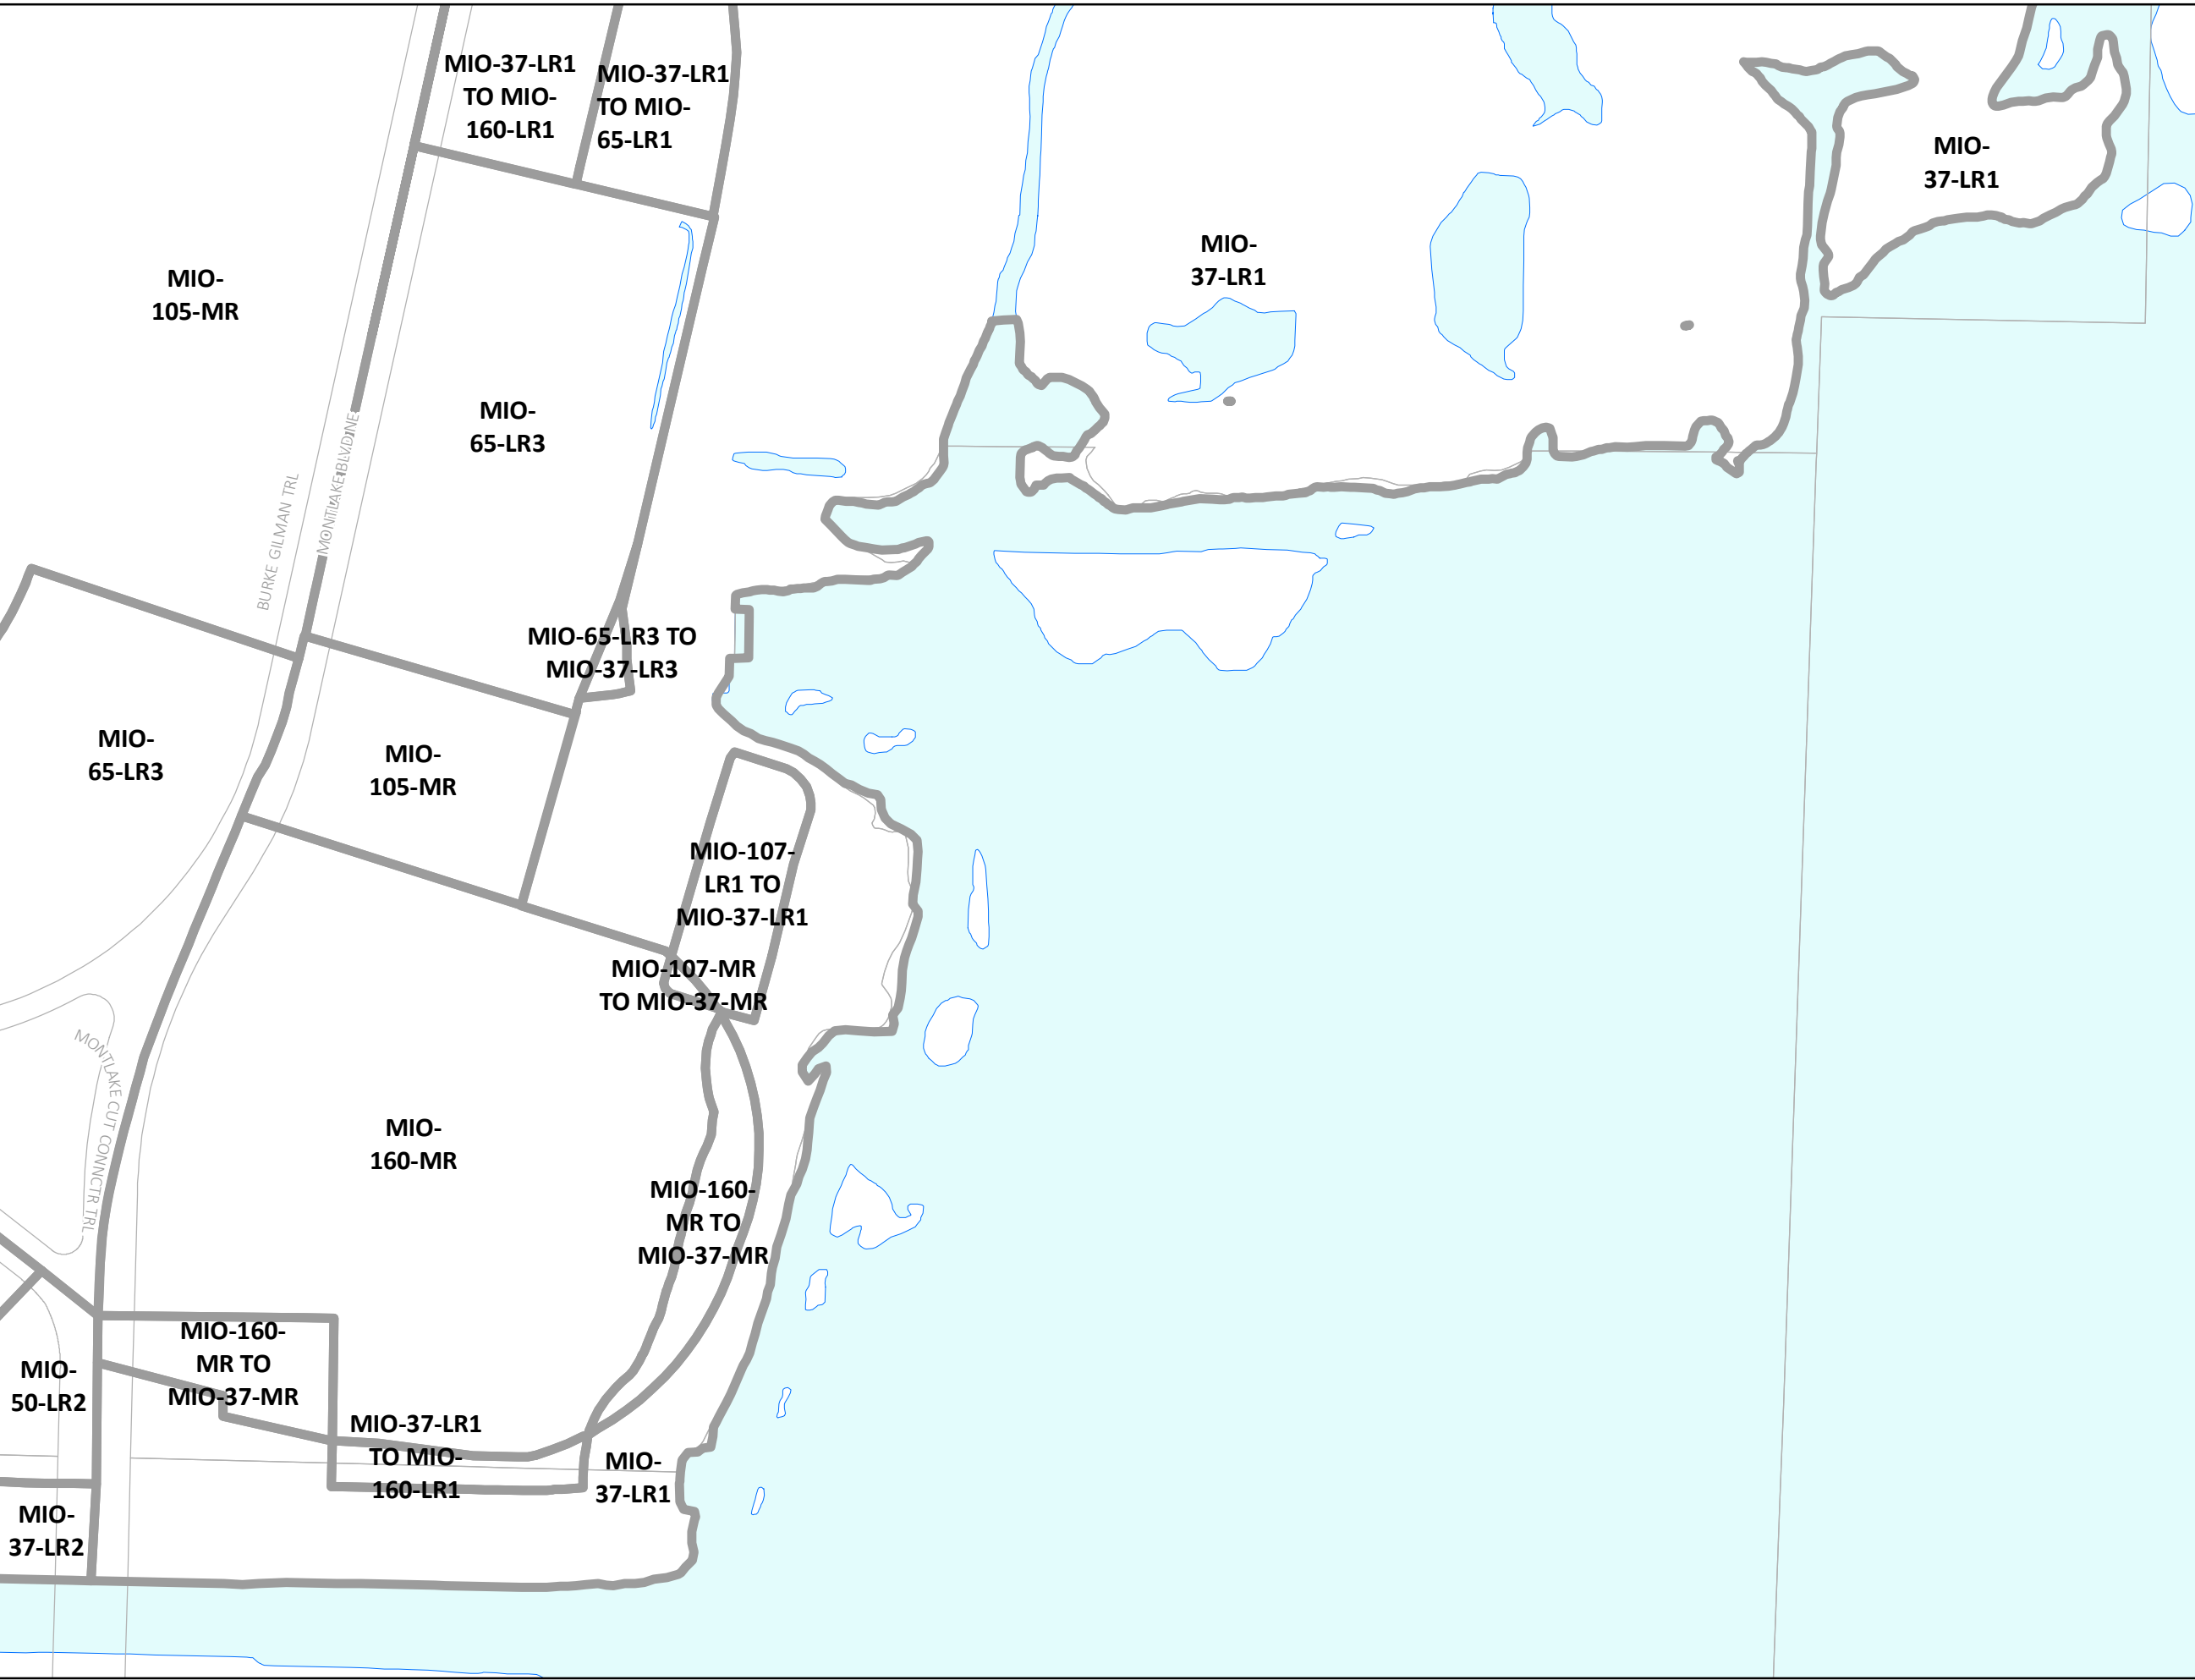 MIO-37-LR1
TO MIO-
160-LR1
MIO-37-LR1
TO MIO-
65-LR1
MIO-
37-LR1
MIO-
37-LR1
MIO-
105-MR
MIO-
65-LR3
BURKE GILMAN TRL
MIO-65-LR3 TO
MIO-37-LR3
MIO-
65-LR3
MIO-
105-MR
MIO-107-
LR1 TO
MIO-37-LR1
MIO-107-MR
TO MIO-37-MR
MONTLAKE CUT CONNCTR TRL
MIO-
160-MR
MIO-160-
MR TO
MIO-37-MR
MIO-160-
MR TO
MIO-37-MR
MIO-
50-LR2
MIO-37-LR1
TO MIO-
160-LR1
MIO-
37-LR1
MIO-
37-LR2